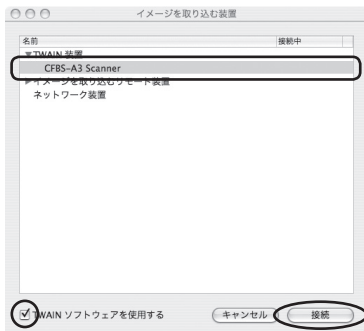 イメージを取り込む装置
名前 接続中
▼TWAIN 装置
CFBS-A3 Scanner
▶イメージを取り込むリモート装置
ネットワーク装置
TWAIN ソフトウェアを使用する キャンセル 接続